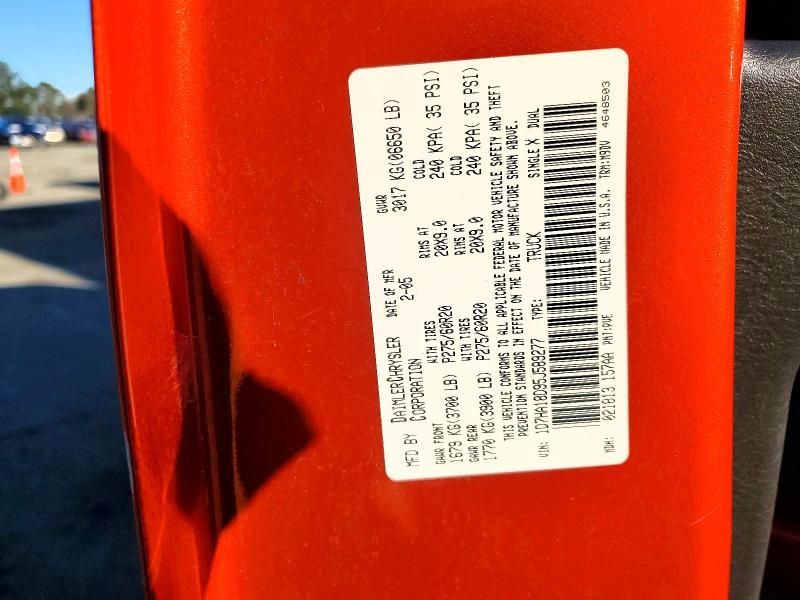 MFD BY DAIMLERCHRYSLER CORPORATION DATE OF MFR 2-05 GVWR 3017 KG(06650 LB)
GAWR FRONT WITH TIRES RIMS AT COLD
1679 KG(3700 LB) P275/60R20 20X9.0 240 KPA( 35 PSI)
GAWR REAR WITH TIRES RIMS AT COLD
1770 KG(3900 LB) P275/60R20 20X9.0 240 KPA( 35 PSI)
THIS VEHICLE CONFORMS TO ALL APPLICABLE FEDERAL MOTOR VEHICLE SAFETY AND THEFT
PREVENTION STANDARDS IN EFFECT ON THE DATE OF MANUFACTURE SHOWN ABOVE.
VIN: 1D7HA18D95J589277 TYPE: TRUCK SINGLE X DUAL
MDH: 021013 157AA PNT:PVE VEHICLE MADE IN U.S.A. TRM:M9DV 4648503